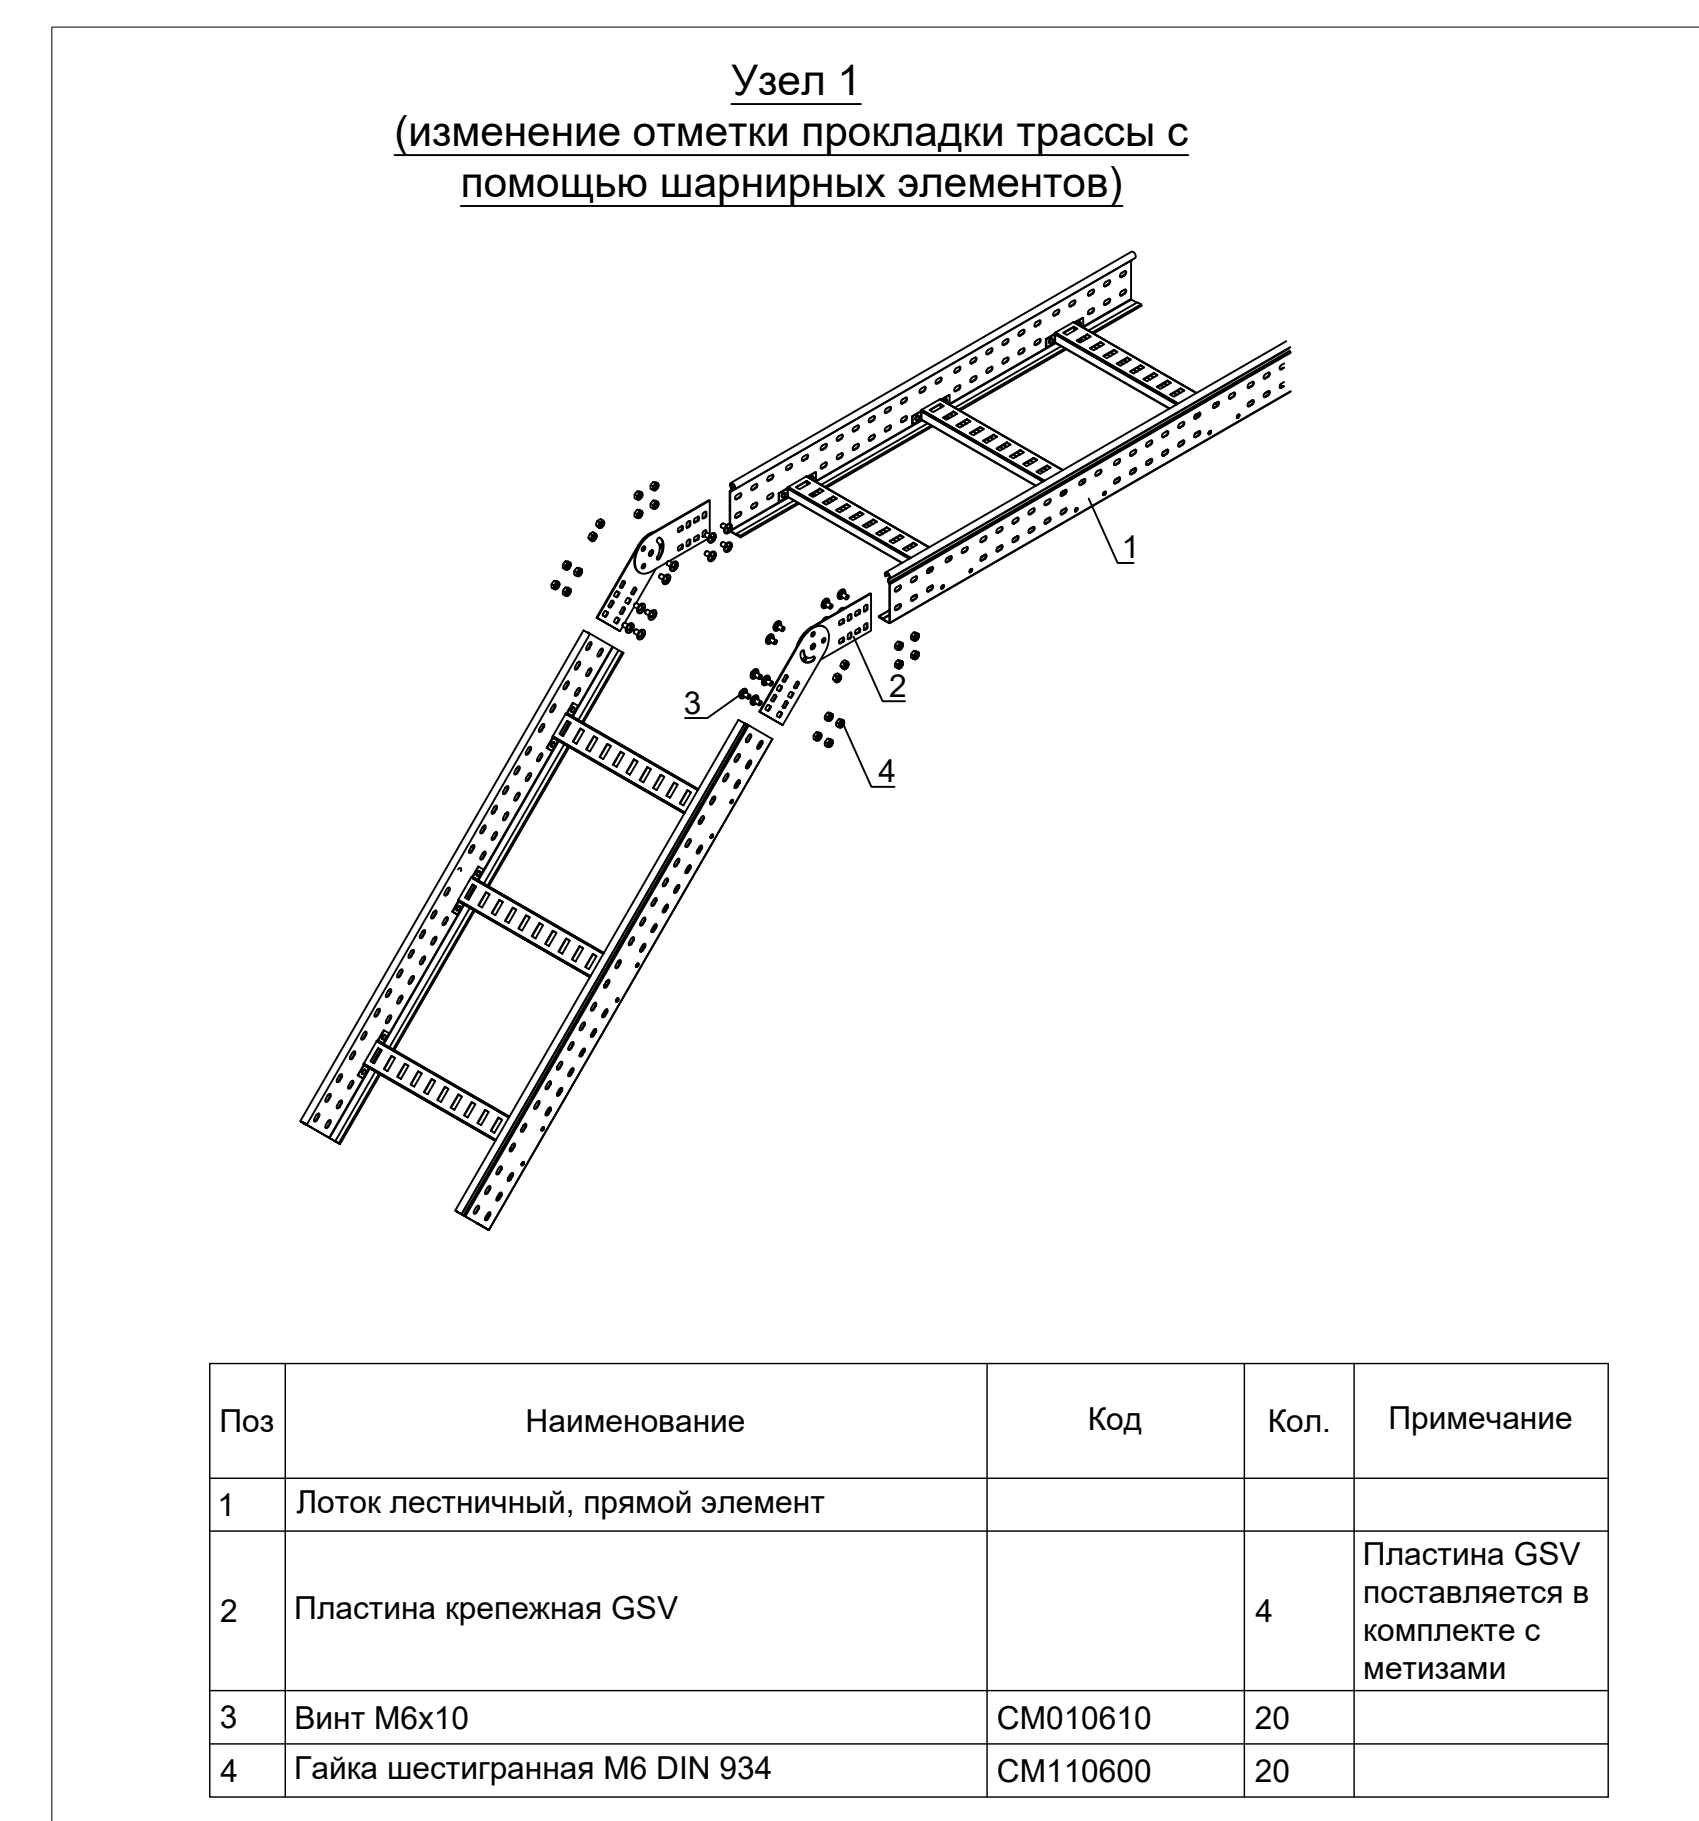 Узел 1
(изменение отметки прокладки трассы с
помощью шарнирных элементов)
1
2
3
4
Поз Наименование Код Кол. Примечание
1 Лоток лестничный, прямой элемент
2 Пластина крепежная GSV 4 Пластина GSV
поставляется в
комплекте с
метизами
3 Винт М6х10 CM010610 20
4 Гайка шестигранная М6 DIN 934 CM110600 20